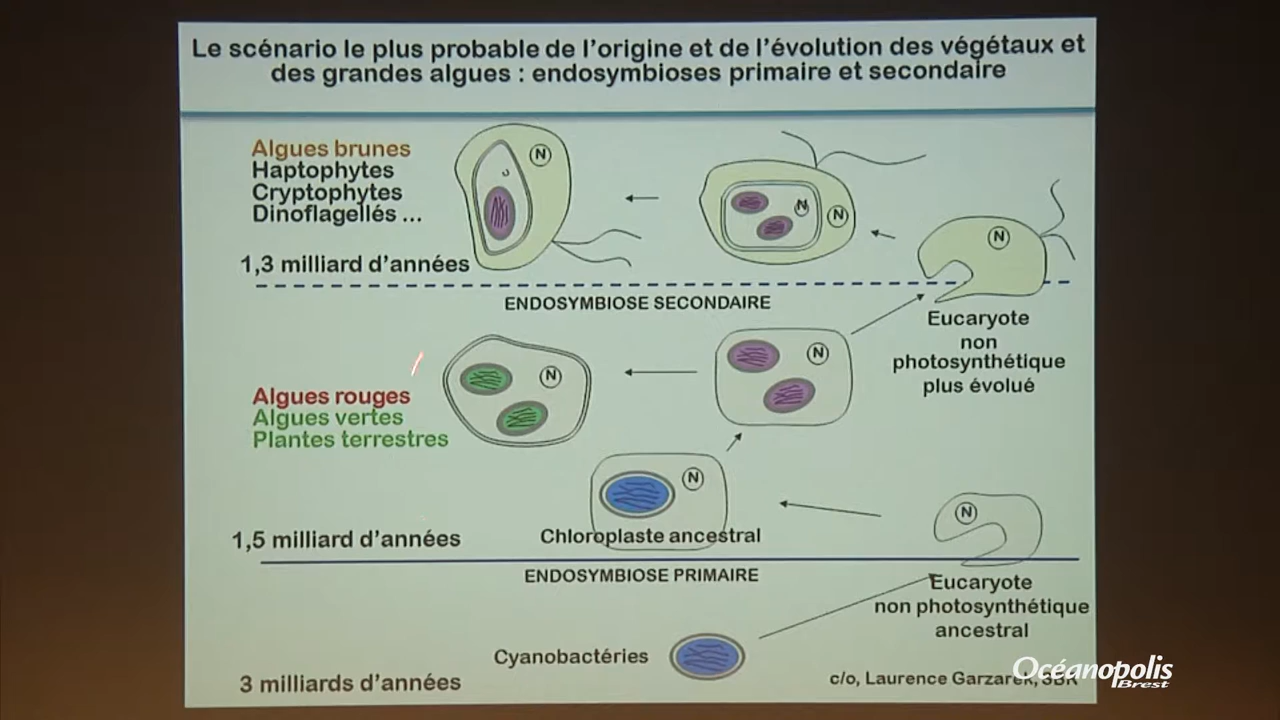 Le scénario le plus probable de l'origine et de l'évolution des végétaux et
des grandes algues : endosymbioses primaire et secondaire
Algues brunes
Haptophytes
Cryptophytes
Dinoflagellés ...
N
N
N
N
1,3 milliard d'années
ENDOSYMBIOSE SECONDAIRE
Eucaryote
non
photosynthétique
plus évolué
N
N
Algues rouges
Algues vertes
Plantes terrestres
N
N
Chloroplaste ancestral
1,5 milliard d'années
ENDOSYMBIOSE PRIMAIRE
Eucaryote
non photosynthétique
ancestral
Cyanobactéries
3 milliards d'années
c/o, Laurence Garzarek, SBR
Océanopolis
Brest